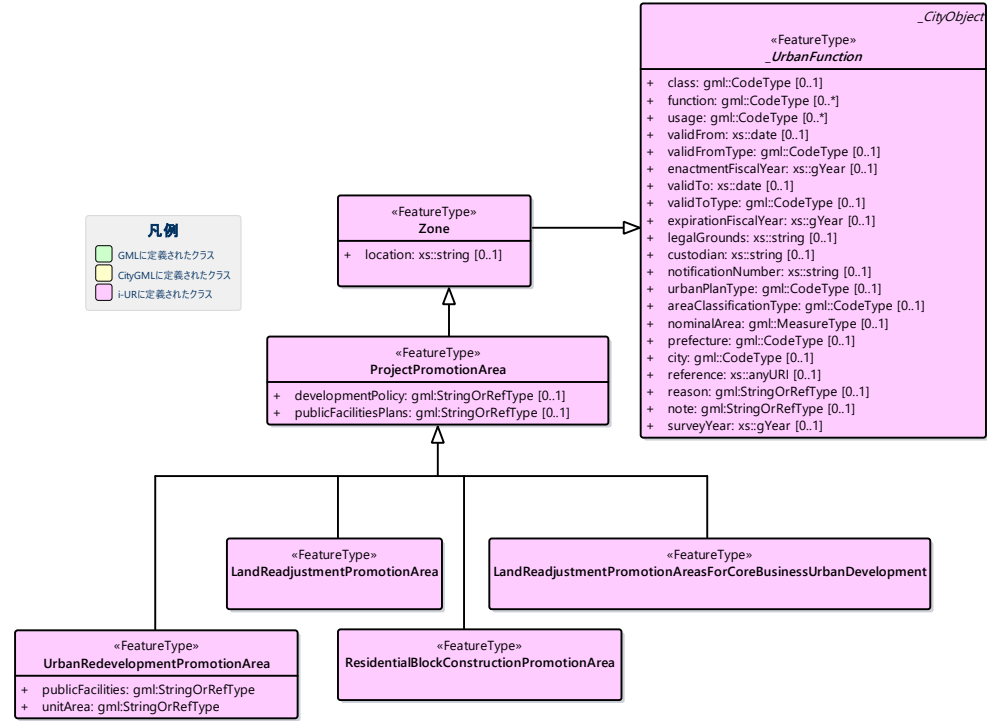 _CityObject
«FeatureType»
_UrbanFunction
+ class: gml::CodeType [0..1]
+ function: gml::CodeType [0..*]
+ usage: gml::CodeType [0..*]
+ validFrom: xs::date [0..1]
+ validFromType: gml::CodeType [0..1]
+ enactmentFiscalYear: xs::gYear [0..1]
+ validTo: xs::date [0..1]
+ validToType: gml::CodeType [0..1]
+ expirationFiscalYear: xs::gYear [0..1]
+ legalGrounds: xs::string [0..1]
+ custodian: xs::string [0..1]
+ notificationNumber: xs::string [0..1]
+ urbanPlanType: gml::CodeType [0..1]
+ areaClassificationType: gml::CodeType [0..1]
+ nominalArea: gml::MeasureType [0..1]
+ prefecture: gml::CodeType [0..1]
+ city: gml::CodeType [0..1]
+ reference: xs::anyURI [0..1]
+ reason: gml:StringOrRefType [0..1]
+ note: gml:StringOrRefType [0..1]
+ surveyYear: xs::gYear [0..1]
«FeatureType»
Zone
+ location: xs::string [0..1]
凡例
GMLに定義されたクラス
CityGMLに定義されたクラス
i-URに定義されたクラス
«FeatureType»
ProjectPromotionArea
+ developmentPolicy: gml:StringOrRefType [0..1]
+ publicFacilitiesPlans: gml:StringOrRefType [0..1]
«FeatureType»
LandReadjustmentPromotionArea
«FeatureType»
LandReadjustmentPromotionAreasForCoreBusinessUrbanDevelopment
«FeatureType»
UrbanRedevelopmentPromotionArea
+ publicFacilities: gml:StringOrRefType
+ unitArea: gml:StringOrRefType
«FeatureType»
ResidentialBlockConstructionPromotionArea